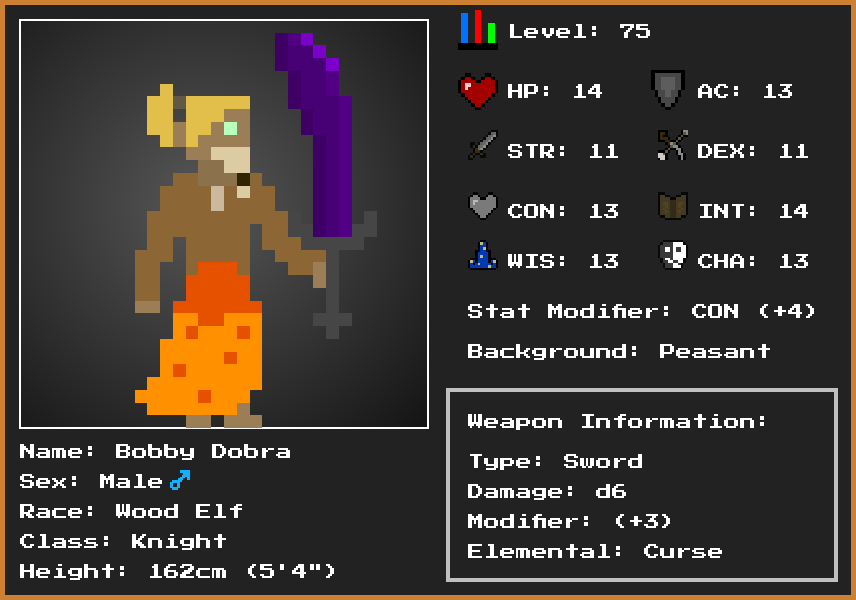 Level: 75
HP: 14 AC: 13
STR: 11 DEX: 11
CON: 13 INT: 14
WIS: 13 CHA: 13
Stat Modifier: CON (+4)
Background: Peasant
Weapon Information:
Type: Sword
Damage: d6
Modifier: (+3)
Elemental: Curse
Name: Bobby Dobra
Sex: Male ♂
Race: Wood Elf
Class: Knight
Height: 162cm (5'4")